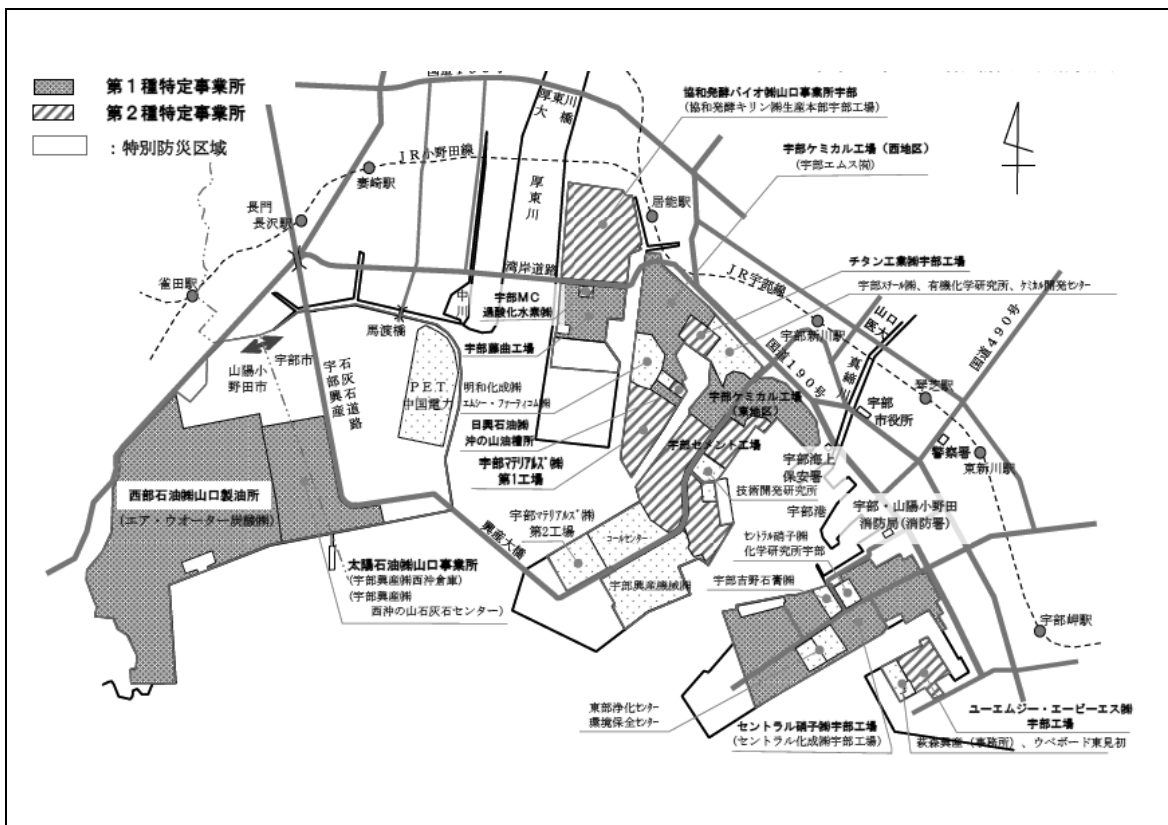 第１種特定事業所
第２種特定事業所
：特別防災区域
協和発酵バイオ㈱山口事業所宇部
(協和発酵キリン㈱生産本部宇部工場)
厚東川
大橋
ＪＲ小野田線
宇部ケミカル工場（西地区）
(宇部エムス㈲)
妻崎駅
厚東川
居能駅
長門
長沢駅
湾岸道路
ＪＲ宇部線
チタン工業㈱宇部工場
宇部スチール㈱、有機化学研究所、ケミカル開発センター
雀田駅
中川
宇部ＭＣ
過酸化水素㈱
山口
医大
国道４９０号
馬渡橋
宇部新川駅
宇部藤曲工場
国道１９０号
真締川
琴芝駅
山陽小
野田市
宇部市
宇部興産
石灰石道路
ＰＥＴ
中国電力
明和化成㈱
エムシー・ファーティコム㈱
宇部ケミカル工場
(東地区)
宇部
市役所
日興石油㈱
沖の山油槽所
宇部セメント工場
警察署
東新川駅
宇部マテリアルズ㈱
第1工場
宇部海上
保安署
西部石油㈱山口製油所
(エア・ウオーター炭酸㈱)
技術開発研究所
宇部港
宇部・山陽小野田
消防局(消防署)
宇部マテリアルズ㈱
第2工場
興産大橋
コールセンター
セントラル硝子㈱
化学研究所宇部
太陽石油㈱山口事業所
(宇部興産㈱西沖倉庫)
(宇部興産㈱
西沖の山石灰石センター)
宇部興産機械㈱
宇部吉野石膏㈱
宇部岬駅
東部浄化センター
環境保全センター
セントラル硝子㈱宇部工場
(セントラル化成㈱宇部工場)
ユーエムジー・エービーエス㈱
宇部工場
萩森興産（事務所）、ウベボード東見初